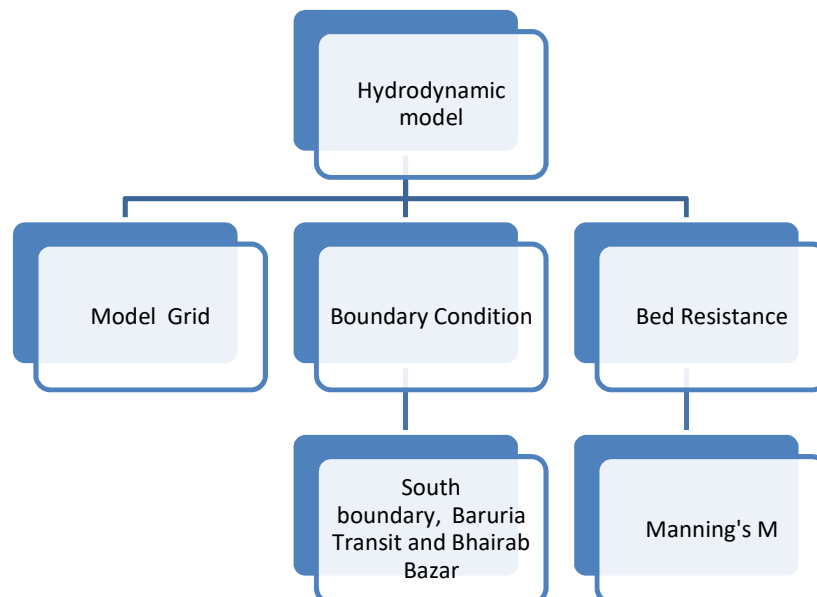 Hydrodynamic
model
Model  Grid
Boundary Condition
Bed Resistance
South
boundary,  Baruria
Transit and Bhairab
Bazar
Manning's M